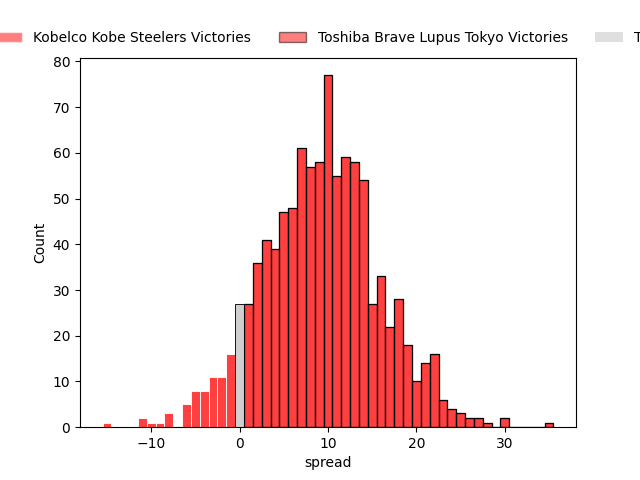 Kobelco Kobe Steelers Victories Toshiba Brave Lupus Tokyo Victories
80
70
60
50
40
30
20
10
0
Count
−10 0 10 20 30
spread